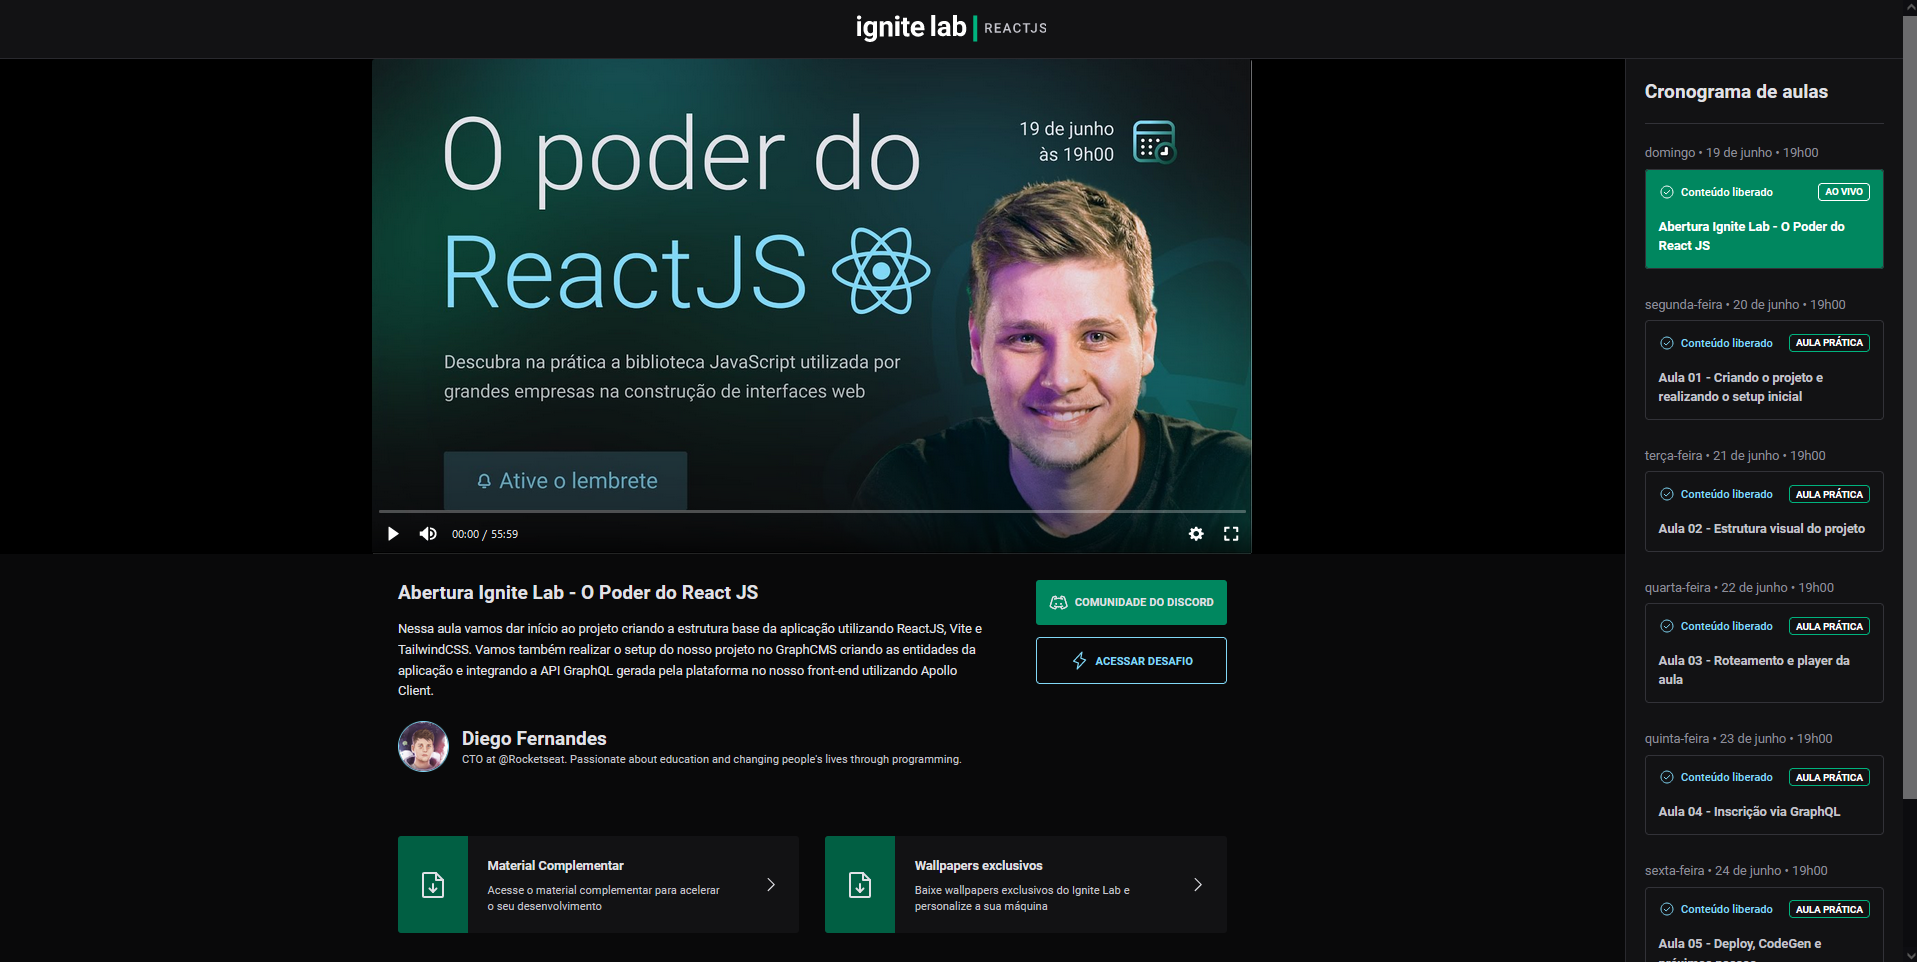 ignite lab REACTJS
O poder do
ReactJS
19 de junho
às 19h00
Descubra na prática a biblioteca JavaScript utilizada por
grandes empresas na construção de interfaces web
Ative o lembrete
00:00 / 55:59
Abertura Ignite Lab - O Poder do React JS
Nessa aula vamos dar início ao projeto criando a estrutura base da aplicação utilizando ReactJS, Vite e
TailwindCSS. Vamos também realizar o setup do nosso projeto no GraphCMS criando as entidades da
aplicação e integrando a API GraphQL gerada pela plataforma no nosso front-end utilizando Apollo
Client.
COMUNIDADE DO DISCORD
ACESSAR DESAFIO
Diego Fernandes
CTO at @Rocketseat. Passionate about education and changing people's lives through programming.
Material Complementar
Acesse o material complementar para acelerar
o seu desenvolvimento
Wallpapers exclusivos
Baixe wallpapers exclusivos do Ignite Lab e
personalize a sua máquina
Cronograma de aulas
domingo • 19 de junho • 19h00
Conteúdo liberado AO VIVO
Abertura Ignite Lab - O Poder do
React JS
segunda-feira • 20 de junho • 19h00
Conteúdo liberado AULA PRÁTICA
Aula 01 - Criando o projeto e
realizando o setup inicial
terça-feira • 21 de junho • 19h00
Conteúdo liberado AULA PRÁTICA
Aula 02 - Estrutura visual do projeto
quarta-feira • 22 de junho • 19h00
Conteúdo liberado AULA PRÁTICA
Aula 03 - Roteamento e player da
aula
quinta-feira • 23 de junho • 19h00
Conteúdo liberado AULA PRÁTICA
Aula 04 - Inscrição via GraphQL
sexta-feira • 24 de junho • 19h00
Conteúdo liberado AULA PRÁTICA
Aula 05 - Deploy, CodeGen e